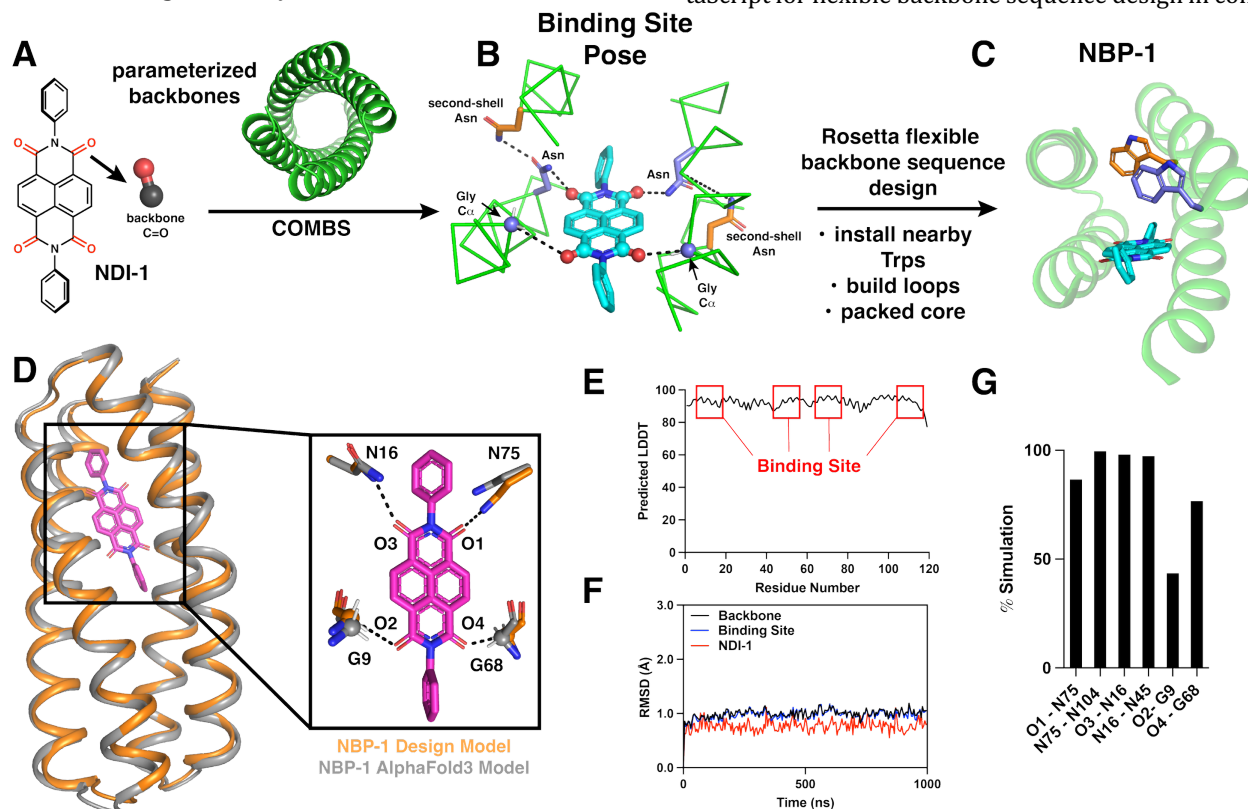 A
parameterized
backbones
N
O
O
O
O
N
NDI-1
backbone
C=O
COMBS
B
Binding Site
Pose
second-shell
Asn
Asn
Asn
Gly
Cα
second-shell
Asn
Gly
Cα
Rosetta flexible
backbone sequence
design
· install nearby
Trps
· build loops
· packed core
C
NBP-1
D
N16
N75
O3
O1
O2
O4
G9
G68
NBP-1 Design Model
NBP-1 AlphaFold3 Model
E
Predicted LDDT
100
80
60
40
20
0
Binding Site
0
20
40
60
80
100
120
Residue Number
F
RMSD (Å)
3.0
2.0
1.0
0.0
Backbone
Binding Site
NDI-1
0
500
1000
Time (ns)
G
% Simulation
100
50
0
O1 - N75
N75 - N104
O3 - N16
N16 - N45
O2- G9
O4 - G68